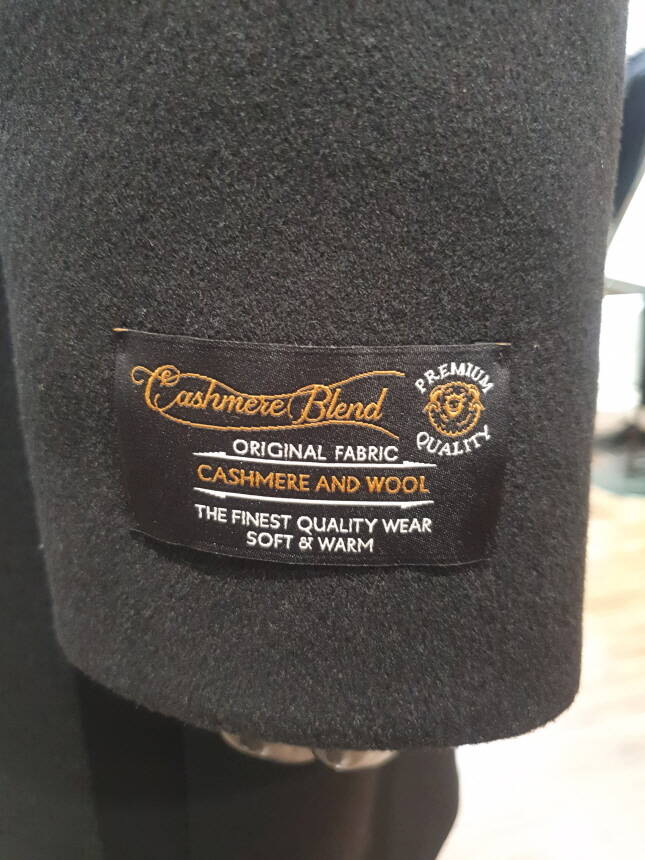 Cashmere Blend
PREMIUM
QUALITY
ORIGINAL FABRIC
CASHMERE AND WOOL
THE FINEST QUALITY WEAR
SOFT & WARM